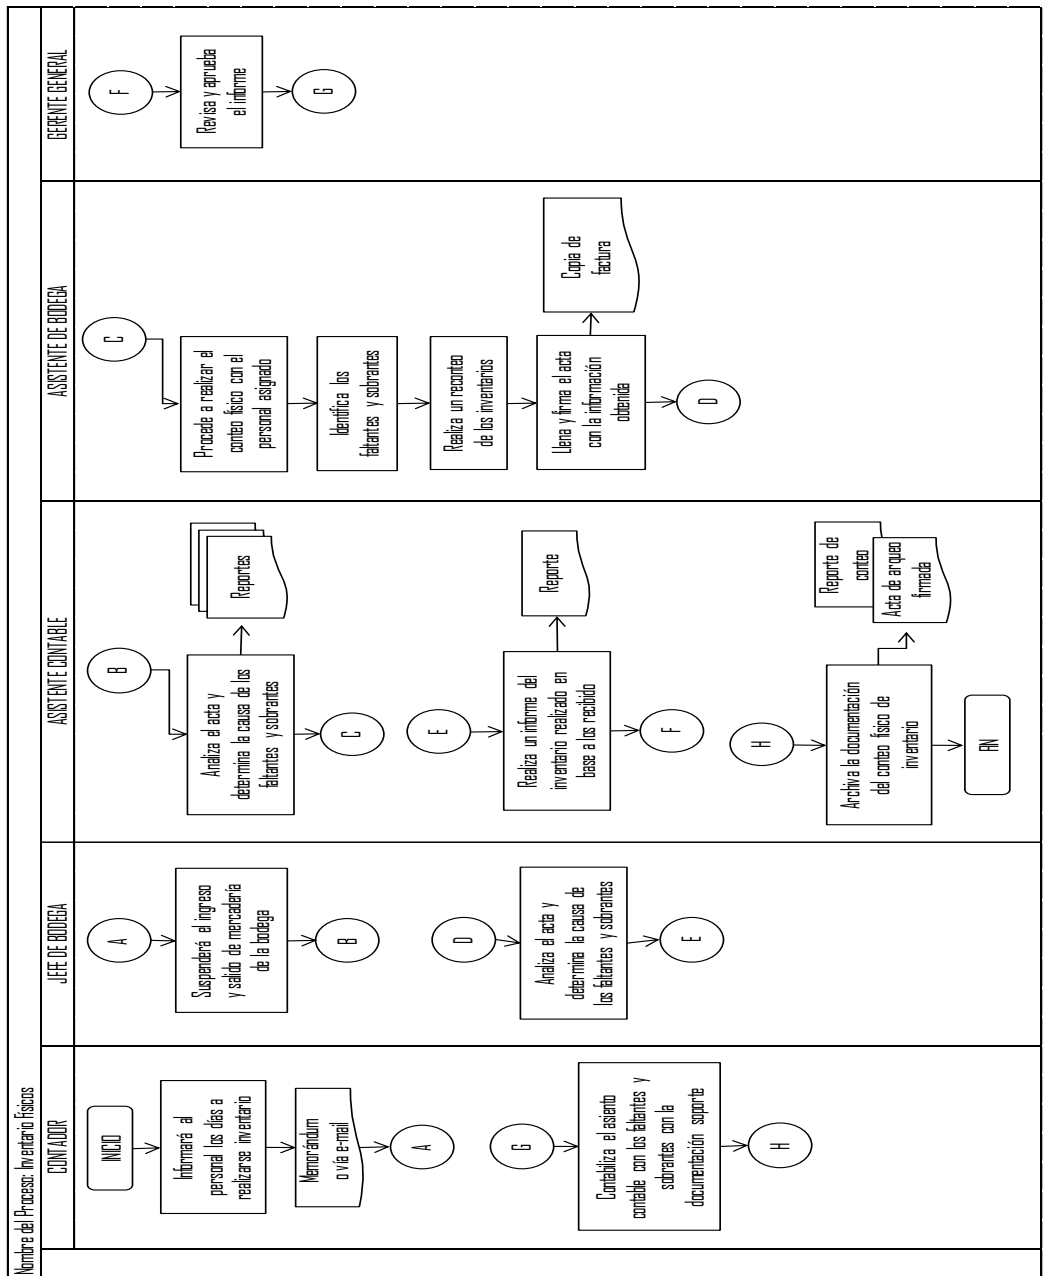 Nombre del Proceso: Inventario Físicos
CONTADOR
JEFE DE BODEGA
ASISTENTE CONTABLE
ASISTENTE DE BODEGA
GERENTE GENERAL
INICIO
Informará al
personal los días a
realizarse inventario
Memorándum
o vía e-mail
A
G
Contabiliza el asiento
contable con los faltantes y
sobrantes con la
documentación soporte
H
A
Suspenderá el ingreso
y salido de mercadería
de la bodega
B
D
Analiza el acta y
determina la causa de
los faltantes y sobrantes
E
B
Analiza el acta y
determina la causa de los
faltantes y sobrantes
Reportes
C
E
Realiza un informe del
inventario realizado en
base a los recibido
Reporte
F
H
Archiva la documentación
del conteo físico de
inventario
Reporte de
conteo
Acta de arqueo
firmada
FIN
C
Procede a realizar el
conteo físico con el
personal asignado
Identifica los
faltantes y sobrantes
Realiza un reconteo
de los inventarios
Llena y firma el acta
con la información
obtenida
Copia de
factura
D
F
Revisa y aprueba
el informe
G